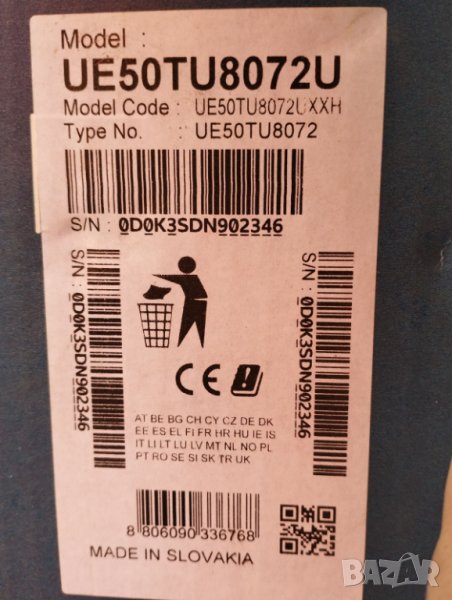 Model :
UE50TU8072U
Model Code : UE50TU8072UXXH
Type No. : UE50TU8072
S/N : 0D0K3SDN902346
S/N : 0D0K3SDN902346
S/N : 0D0K3SDN902346
CE
AT BE BG CH CY CZ DE DK
EE ES EL FI FR HR HU IE IS
IT LI LT LU LV MT NL NO PL
PT RO SE SI SK TR UK
8 806090 336768
MADE IN SLOVAKIA
BAZAR